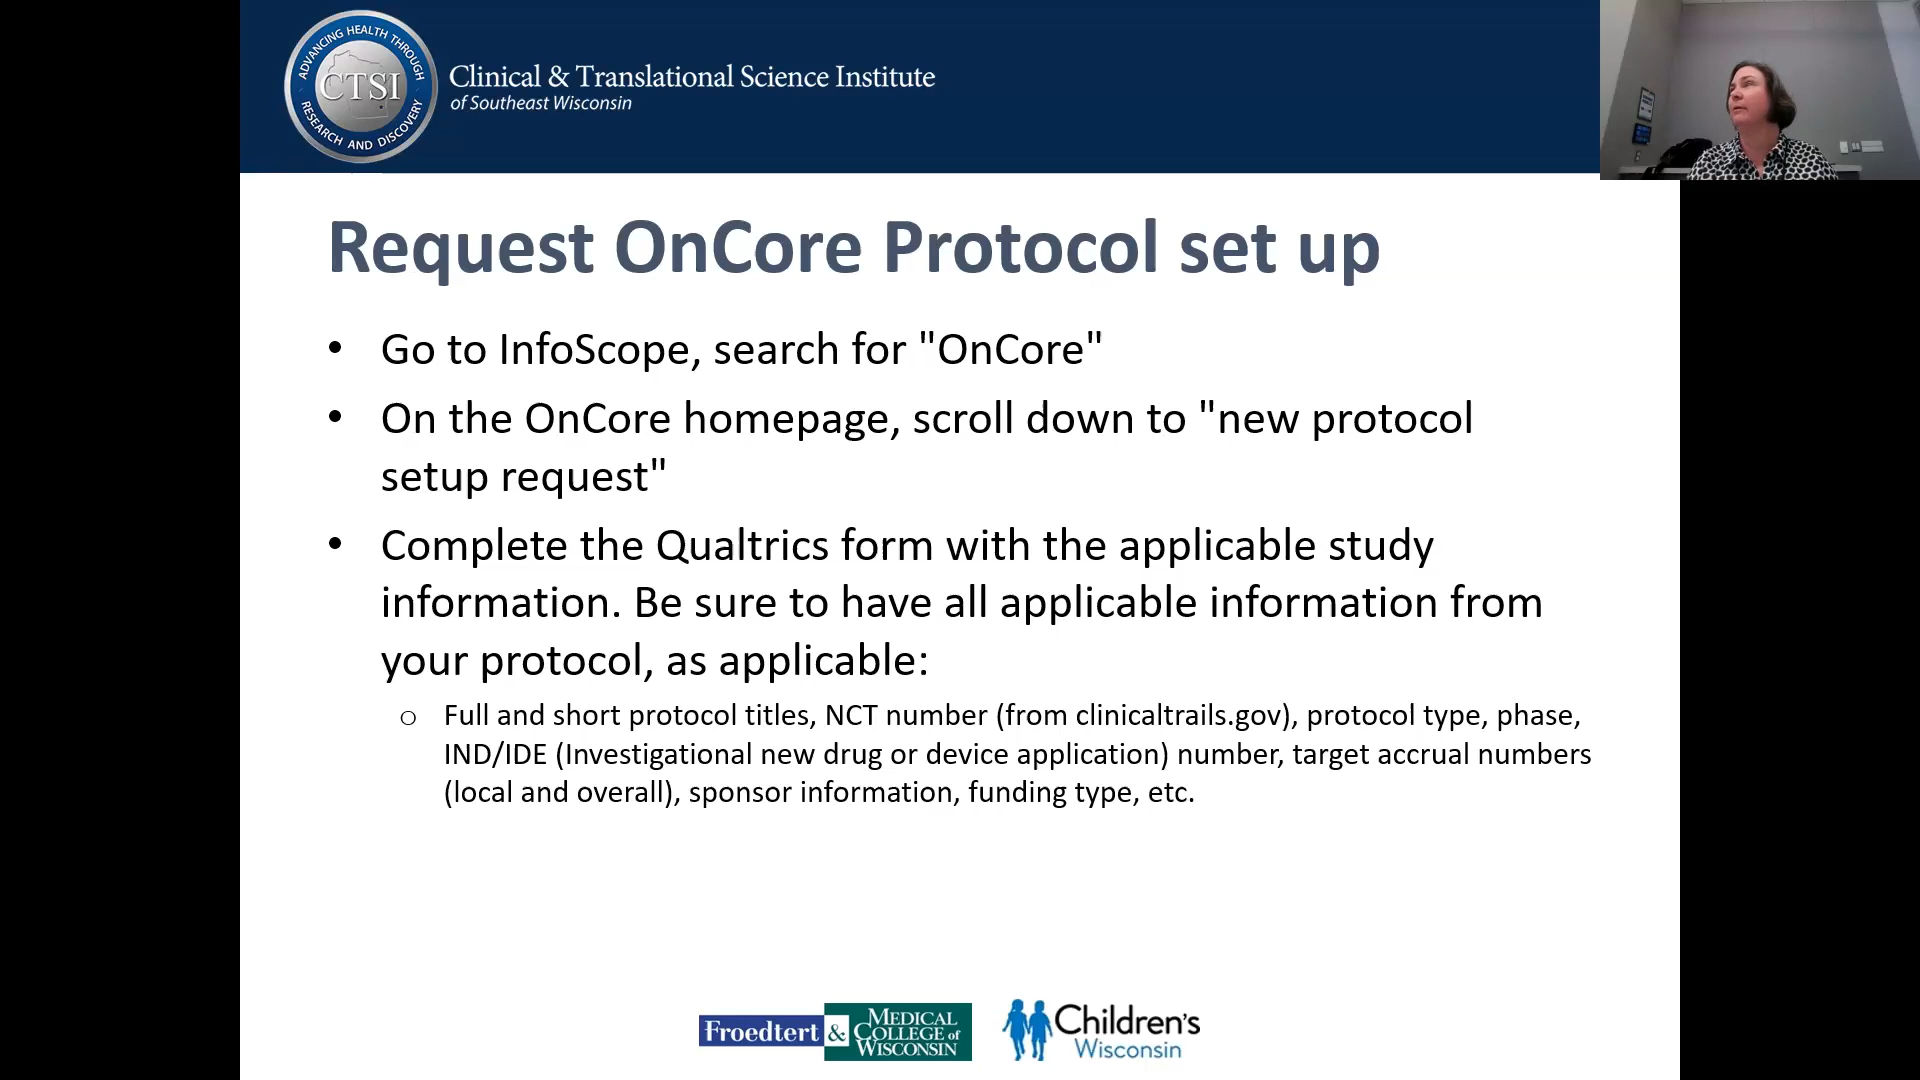 ADVANCING HEALTH THROUGH
CTSI
RESEARCH AND DISCOVERY
Clinical & Translational Science Institute
of Southeast Wisconsin
Request OnCore Protocol set up
• Go to InfoScope, search for "OnCore"
• On the OnCore homepage, scroll down to "new protocol
setup request"
• Complete the Qualtrics form with the applicable study
information. Be sure to have all applicable information from
your protocol, as applicable:
o Full and short protocol titles, NCT number (from clinicaltrails.gov), protocol type, phase,
IND/IDE (Investigational new drug or device application) number, target accrual numbers
(local and overall), sponsor information, funding type, etc.
Froedtert & MEDICAL
COLLEGE of
WISCONSIN
Children's
Wisconsin